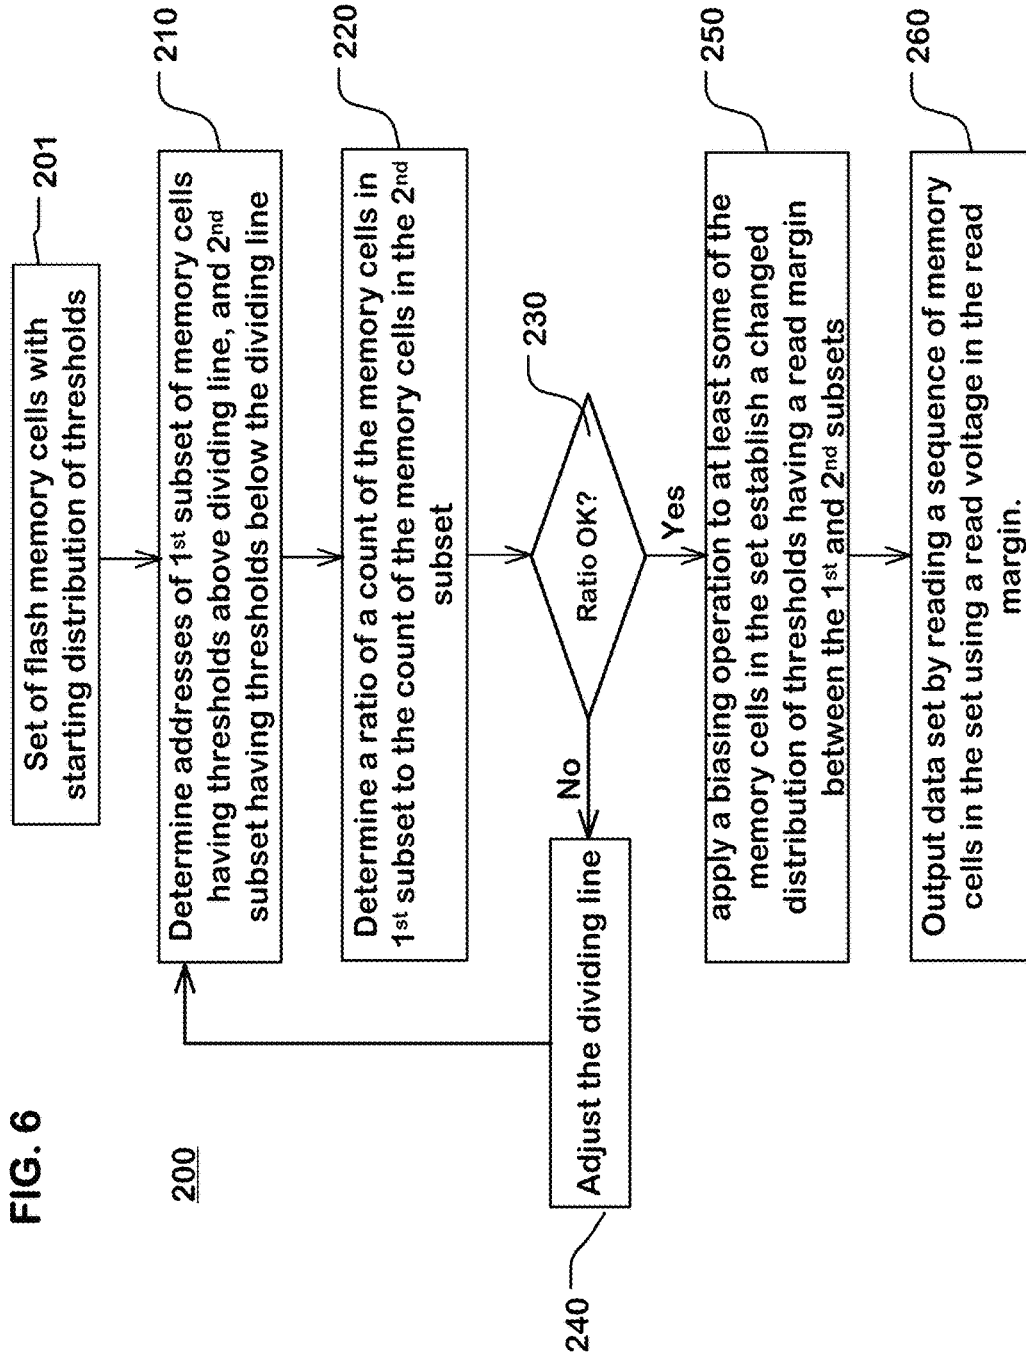 FIG. 6
200
201
Set of flash memory cells with
starting distribution of thresholds
210
Determine addresses of 1st subset of memory cells
having thresholds above dividing line, and 2nd
subset having thresholds below the dividing line
220
Determine a ratio of a count of the memory cells in
1st subset to the count of the memory cells in the 2nd
subset
230
Ratio OK?
No
Yes
240
Adjust the dividing line
250
apply a biasing operation to at least some of the
memory cells in the set establish a changed
distribution of thresholds having a read margin
between the 1st and 2nd subsets
260
Output data set by reading a sequence of memory
cells in the set using a read voltage in the read
margin.